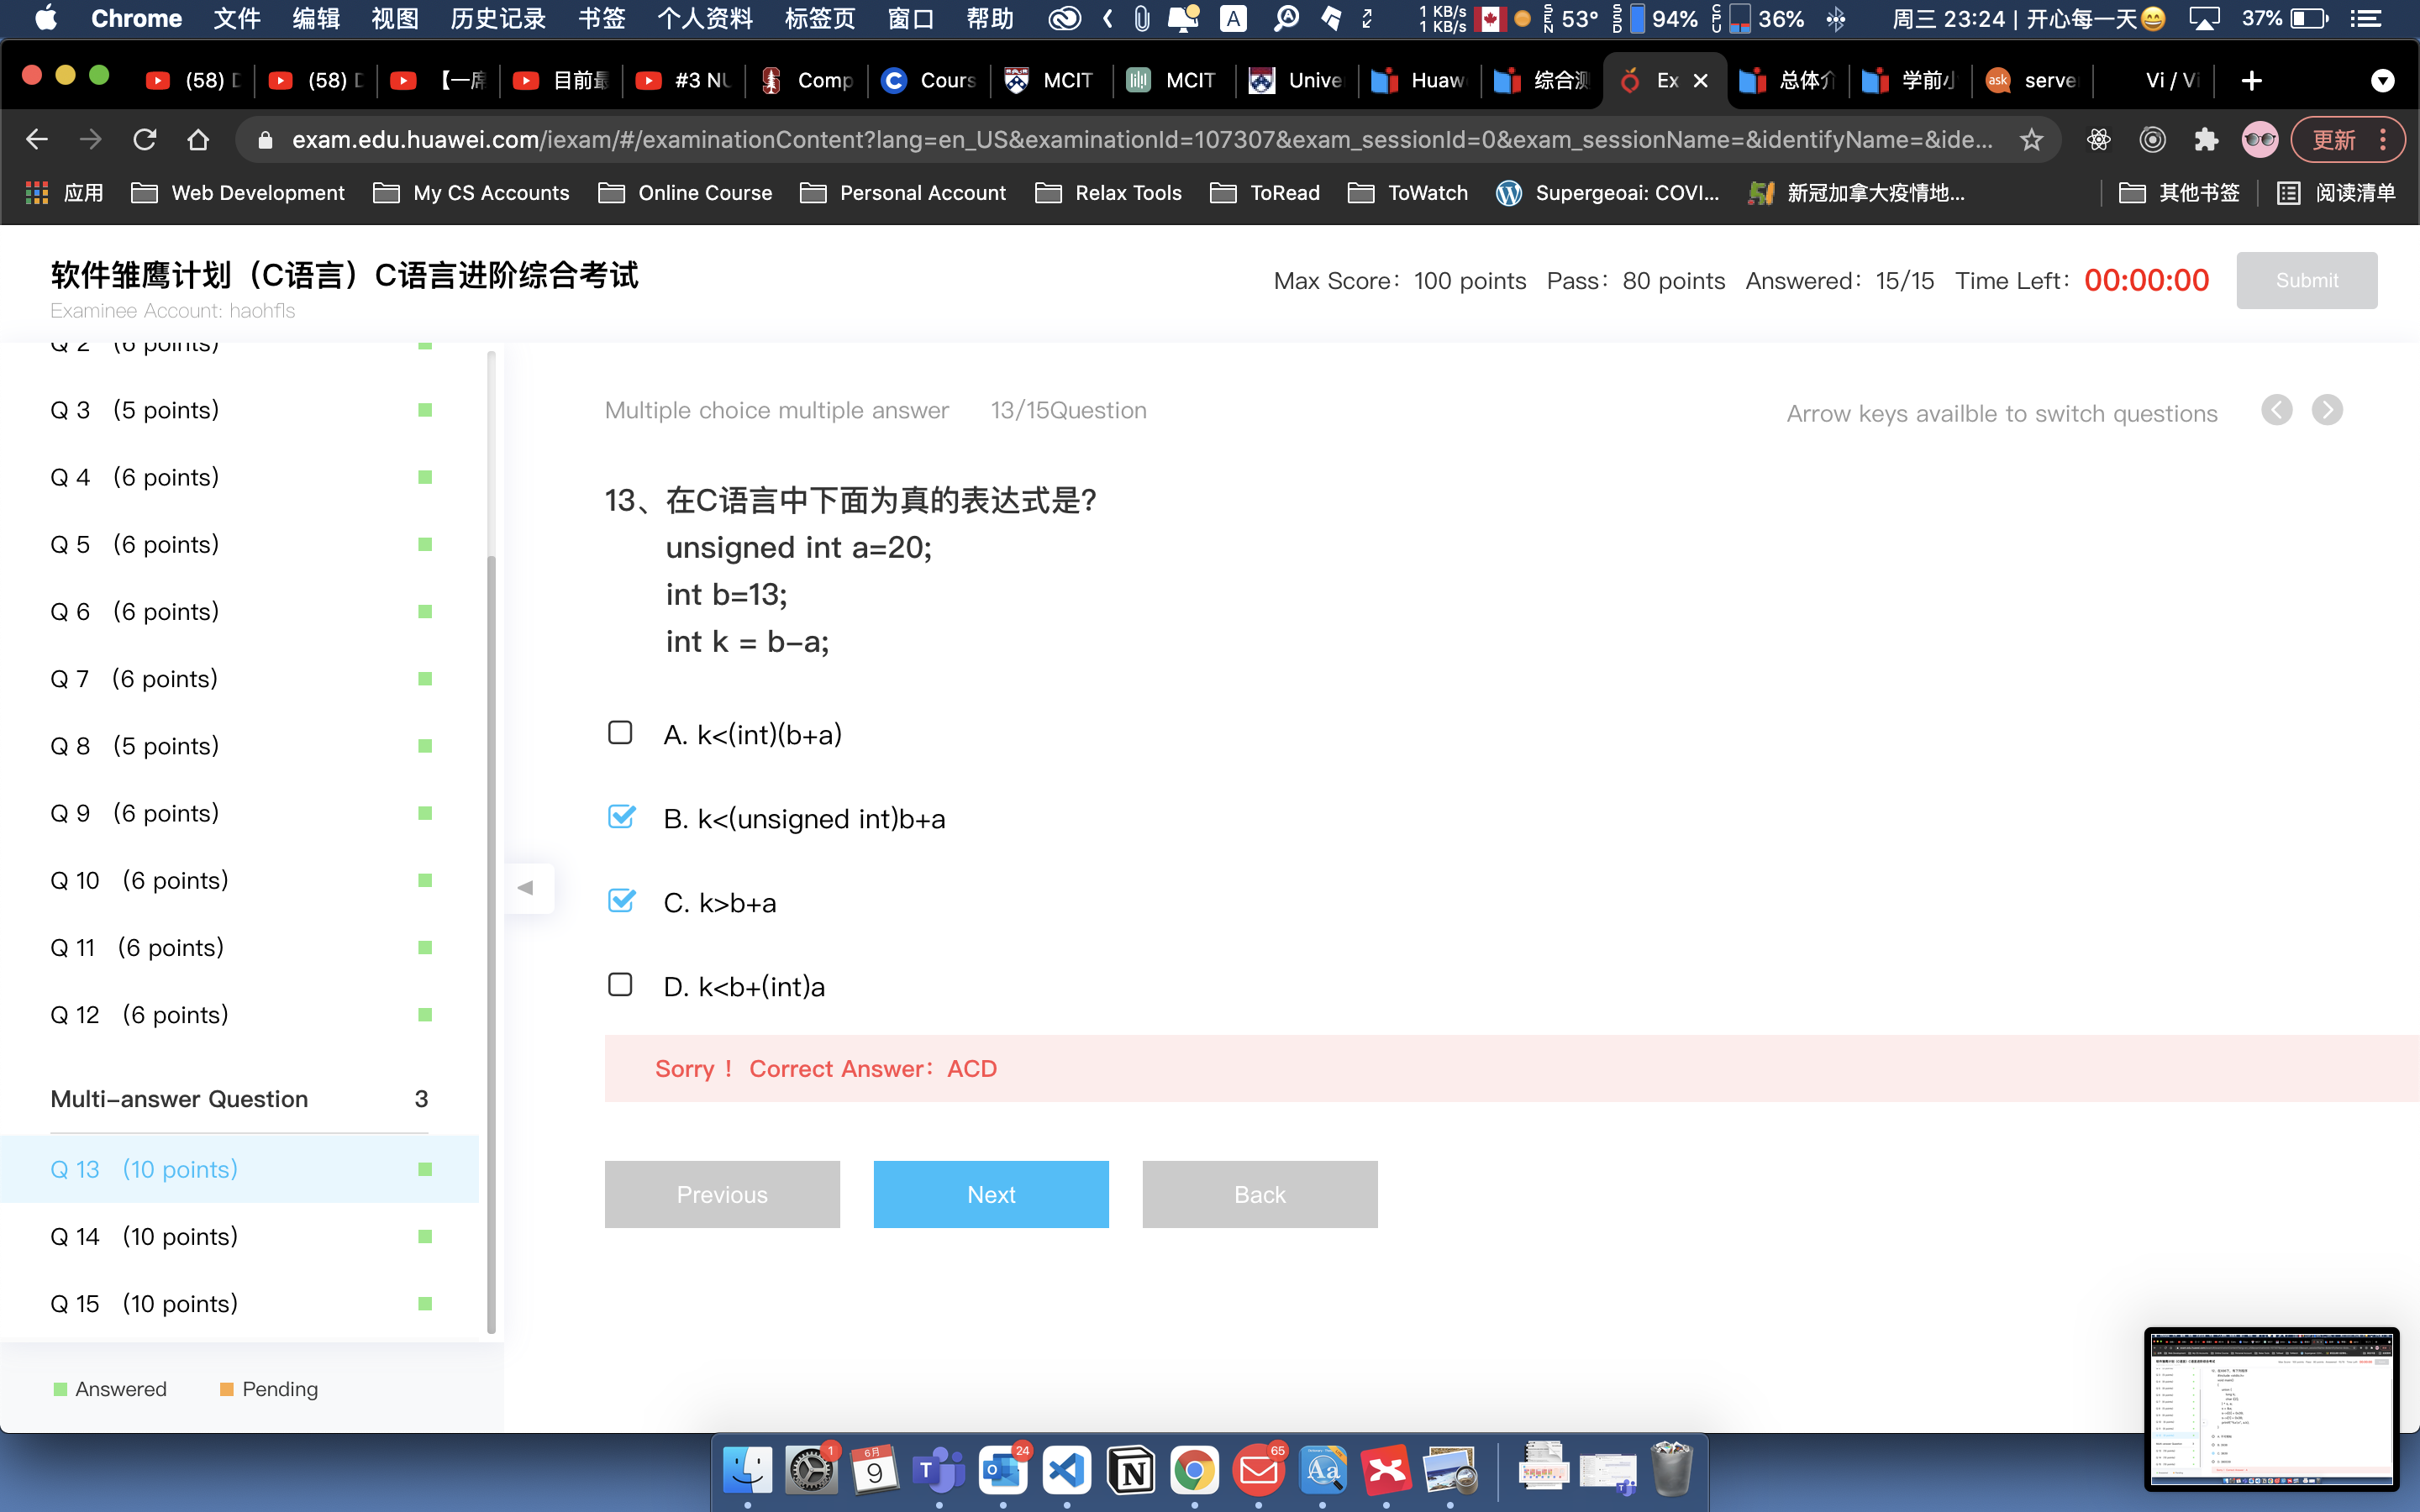 Chrome 文件 编辑 视图 历史记录 书签 个人资料 标签页 窗口 帮助 1 KB/s 1 KB/s SEN 53° SSD 94% CPU 36% 周三 23:24 | 开心每一天😄 37%
(58) (58) 【一席 目前最 #3 NU Comp Cours MCIT MCIT Unive Huaw 综合测 Ex 总体介 学前小 ask serve Vi / Vi
exam.edu.huawei.com/iexam/#/examinationContent?lang=en_US&examinationId=107307&exam_sessionId=0&exam_sessionName=&identifyName=&ide... 更新
应用 Web Development My CS Accounts Online Course Personal Account Relax Tools ToRead ToWatch Supergeoai: COVI... 新冠加拿大疫情地... 其他书签 阅读清单
软件雏鹰计划（C语言）C语言进阶综合考试
Examinee Account: haohfls
Max Score：100 points Pass：80 points Answered：15/15 Time Left：00:00:00 Submit
Q 2 （6 points）
Q 3 （5 points）
Q 4 （6 points）
Q 5 （6 points）
Q 6 （6 points）
Q 7 （6 points）
Q 8 （5 points）
Q 9 （6 points）
Q 10 （6 points）
Q 11 （6 points）
Q 12 （6 points）
Multi-answer Question 3
Q 13 （10 points）
Q 14 （10 points）
Q 15 （10 points）
Answered Pending
Multiple choice multiple answer 13/15Question Arrow keys availble to switch questions
13、在C语言中下面为真的表达式是?
unsigned int a=20;
int b=13;
int k = b-a;
A. k<(int)(b+a)
B. k<(unsigned int)b+a
C. k>b+a
D. k<b+(int)a
Sorry！ Correct Answer：ACD
Previous Next Back
1 6月 9 24 65 Aa